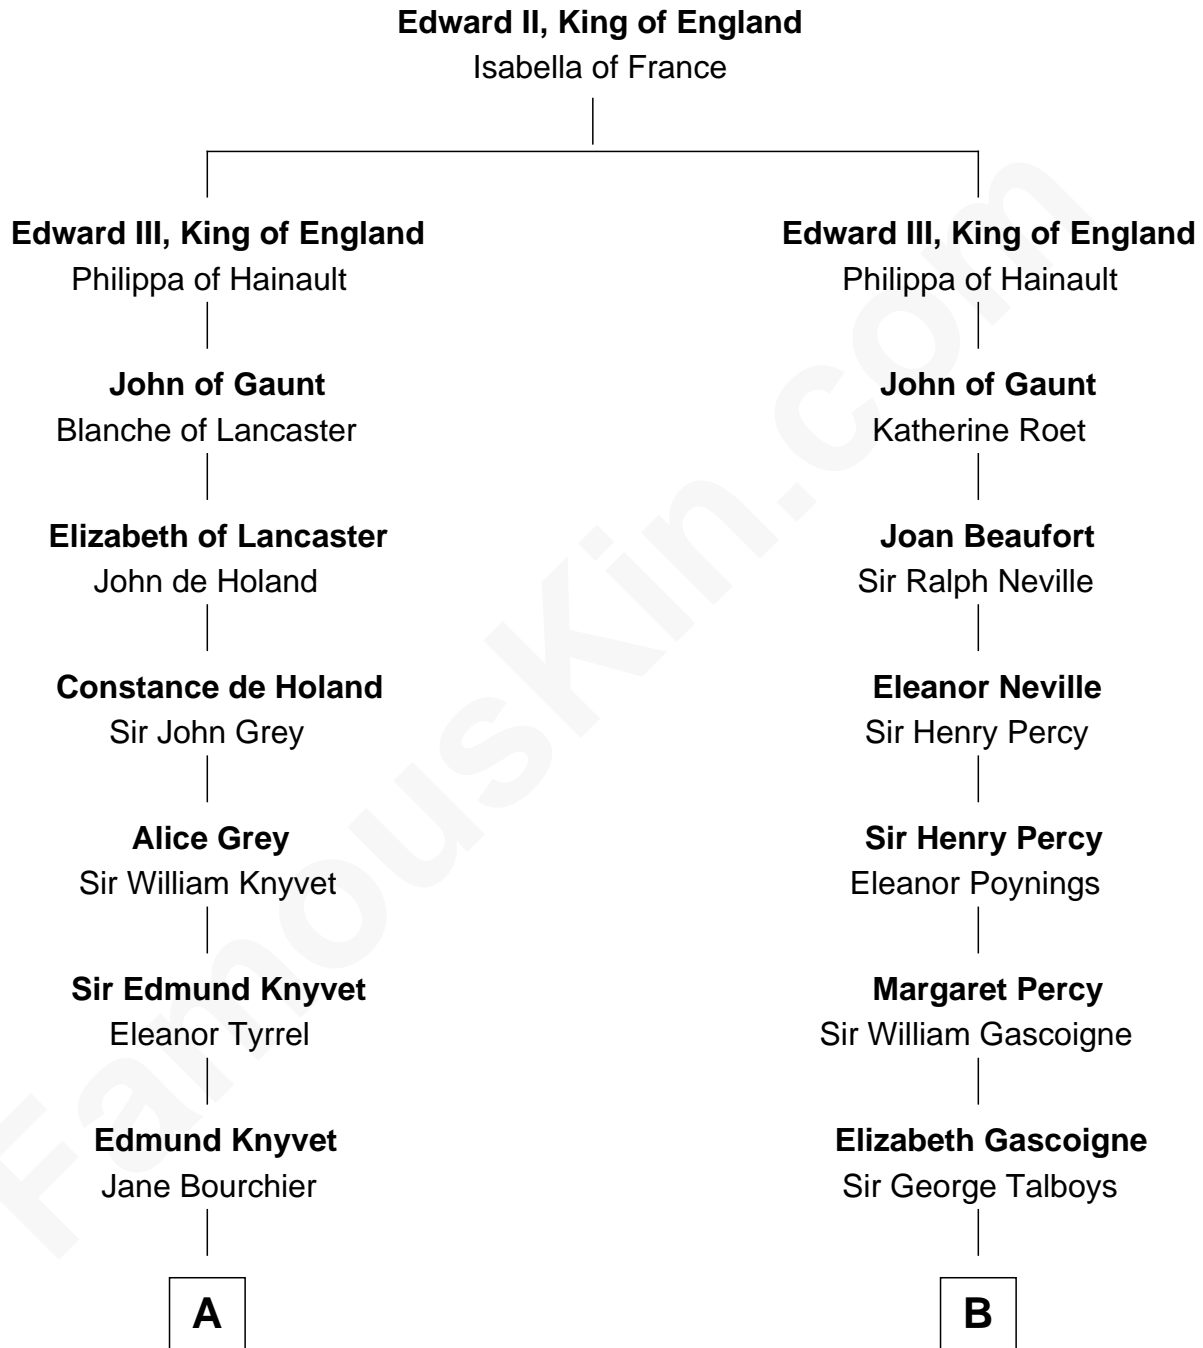 Edward II, King of England
Isabella of France
Edward III, King of England
Philippa of Hainault
John of Gaunt
Blanche of Lancaster
Elizabeth of Lancaster
John de Holand
Constance de Holand
Sir John Grey
Alice Grey
Sir William Knyvet
Sir Edmund Knyvet
Eleanor Tyrrel
Edmund Knyvet
Jane Bourchier
A
Edward III, King of England
Philippa of Hainault
John of Gaunt
Katherine Roet
Joan Beaufort
Sir Ralph Neville
Eleanor Neville
Sir Henry Percy
Sir Henry Percy
Eleanor Poynings
Margaret Percy
Sir William Gascoigne
Elizabeth Gascoigne
Sir George Talboys
B
FamousKin.com